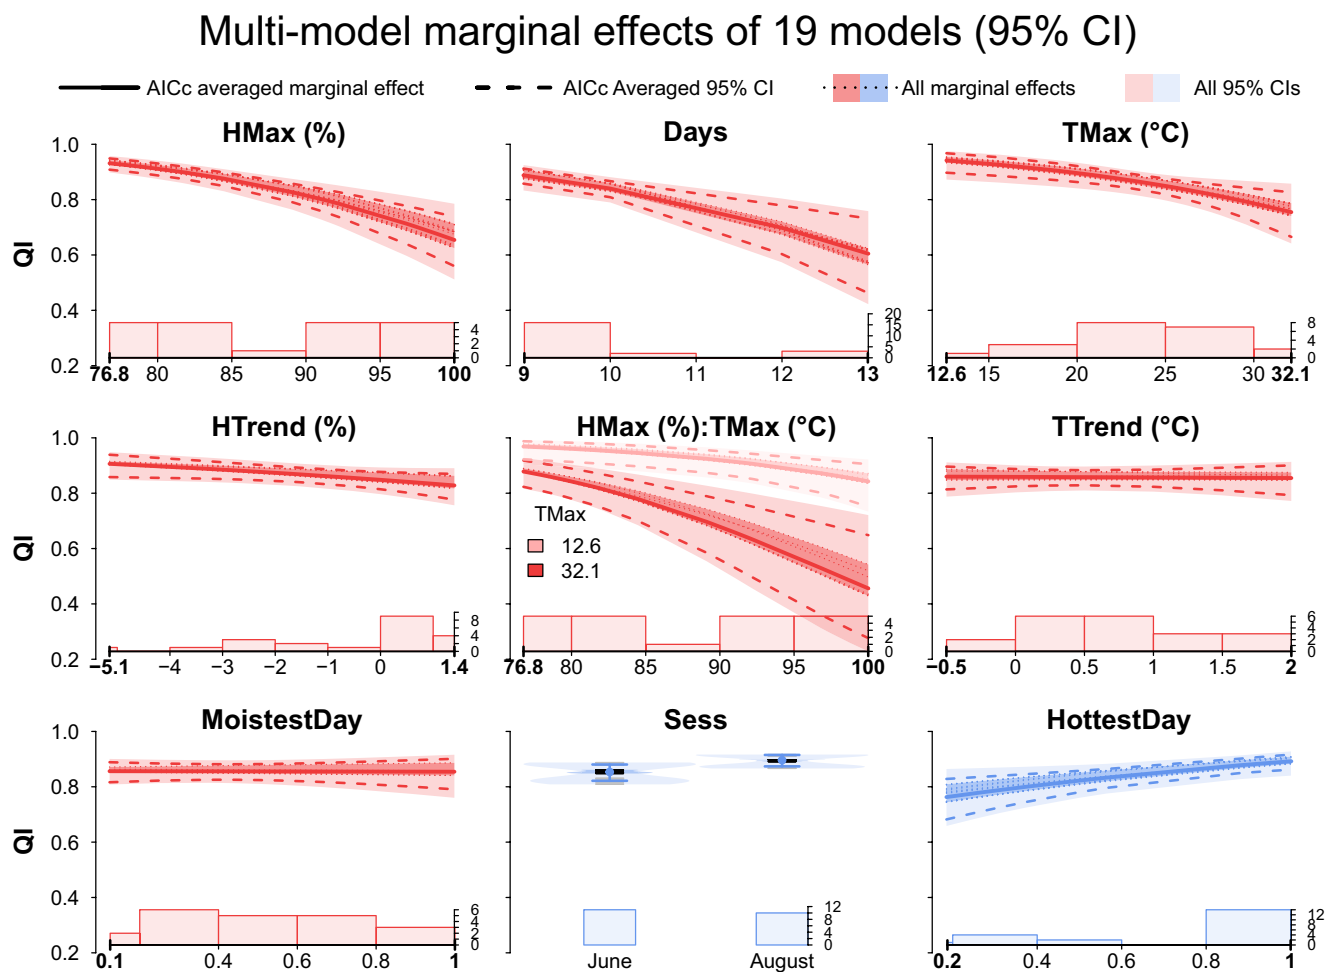 Multi-model marginal effects of 19 models (95% CI)
AICc averaged marginal effect AICc Averaged 95% CI All marginal effects All 95% CIs
HMax (%) Days TMax (°C)
QI
1.0
0.8
0.6
0.4
0.2
76.8 80 85 90 95 100
4
2
0
9 10 11 12 13
20
15
10
5
0
12.6 15 20 25 30 32.1
8
6
4
2
0
HTrend (%) HMax (%):TMax (°C) TTrend (°C)
QI
1.0
0.8
0.6
0.4
0.2
−5.1 −4 −3 −2 −1 0 1.4
8
4
0
TMax
12.6
32.1
76.8 80 85 90 95 100
4
2
0
−0.5 0 0.5 1 1.5 2
6
4
2
0
MoistestDay Sess HottestDay
QI
1.0
0.8
0.6
0.4
0.2
0.1 0.4 0.6 0.8 1
6
4
2
0
June August
12
8
4
0
0.2 0.4 0.6 0.8 1
12
8
4
0